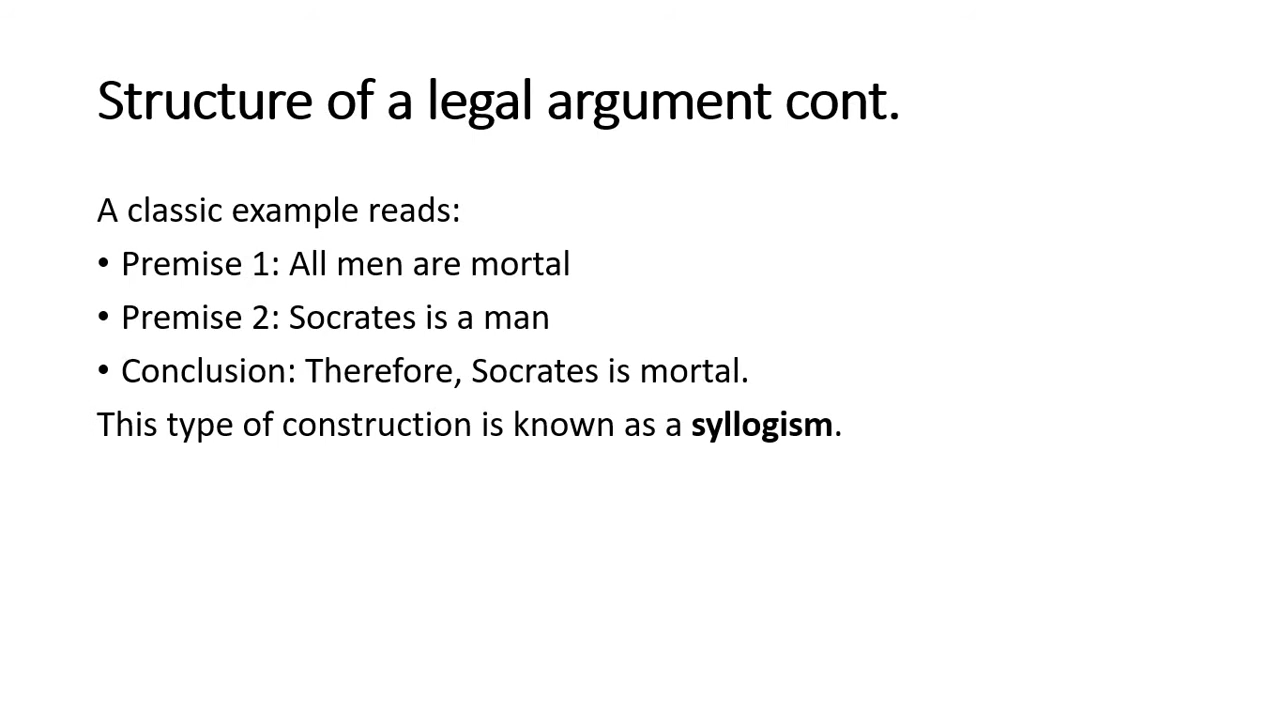 Structure of a legal argument cont.
A classic example reads:
• Premise 1: All men are mortal
• Premise 2: Socrates is a man
• Conclusion: Therefore, Socrates is mortal.
This type of construction is known as a syllogism.